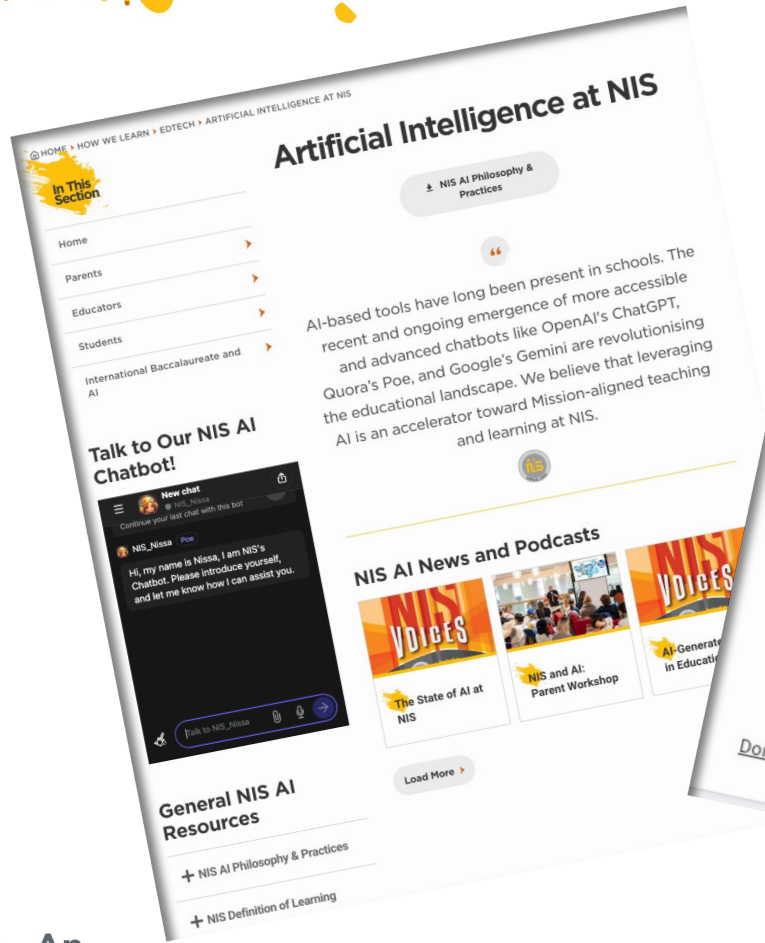 HOME > HOW WE LEARN > EDTECH > ARTIFICIAL INTELLIGENCE AT NIS
In This
Section
Home
Parents
Educators
Students
International Baccalaureate and
AI
Talk to Our NIS AI
Chatbot!
New chat
NIS_Nissa
Continue your last chat with this bot
NIS_Nissa Poe
Hi, my name is Nissa, I am NIS's
Chatbot. Please introduce yourself,
and let me know how I can assist you.
Talk to NIS_Nissa
General NIS AI
Resources
+ NIS AI Philosophy & Practices
+ NIS Definition of Learning
Artificial Intelligence at NIS
NIS AI Philosophy &
Practices
“
AI-based tools have long been present in schools. The
recent and ongoing emergence of more accessible
and advanced chatbots like OpenAI's ChatGPT,
Quora's Poe, and Google's Gemini are revolutionising
the educational landscape. We believe that leveraging
AI is an accelerator toward Mission-aligned teaching
and learning at NIS.
nis
NIS AI News and Podcasts
NIS
VOICES
The State of AI at
NIS
NIS and AI:
Parent Workshop
NIS
VOICES
AI-Generate
in Educatio
Load More >
Do
An